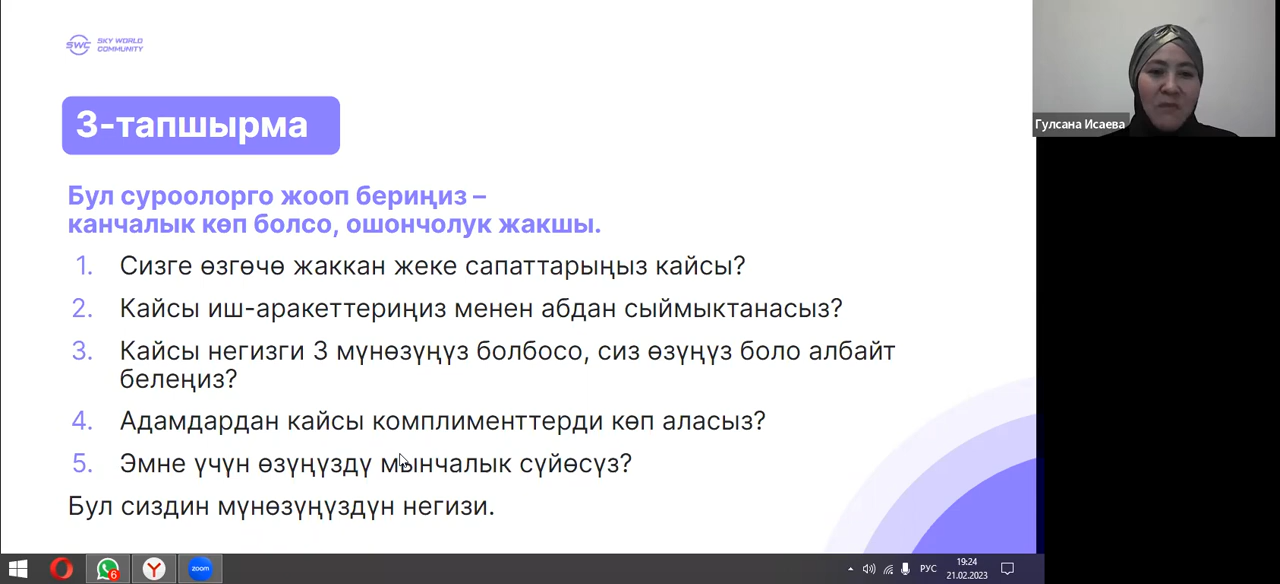 SWC SKY WORLD
COMMUNITY
3-тапшырма
Бул суроолорго жооп бериңиз –
канчалык көп болсо, ошончолук жакшы.
1. Сизге өзгөчө жаккан жеке сапаттарыңыз кайсы?
2. Кайсы иш-аракеттериңиз менен абдан сыймыктанасыз?
3. Кайсы негизги 3 мүнөзүңүз болбосо, сиз өзүңүз боло албайт
белеңиз?
4. Адамдардан кайсы комплименттерди көп аласыз?
5. Эмне үчүн өзүңүздү мынчалык сүйөсүз?
Бул сиздин мүнөзүңүздүн негизи.
Гулсана Исаева
6
zoom
РУС
19:24
21.02.2023